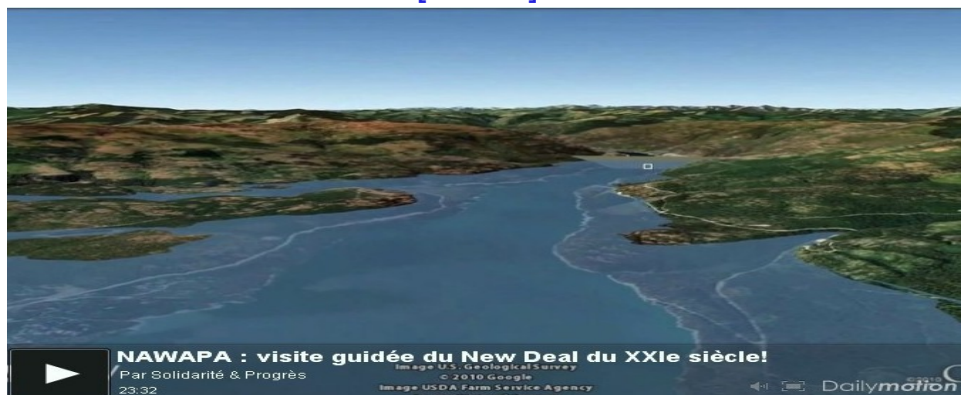 NAWAPA : visite guidée du New Deal du XXIe siècle!
Image U.S. Geological Survey
Par Solidarité & Progrès
© 2010 Google
23:32
Image USDA Farm Service Agency
Dailymotion